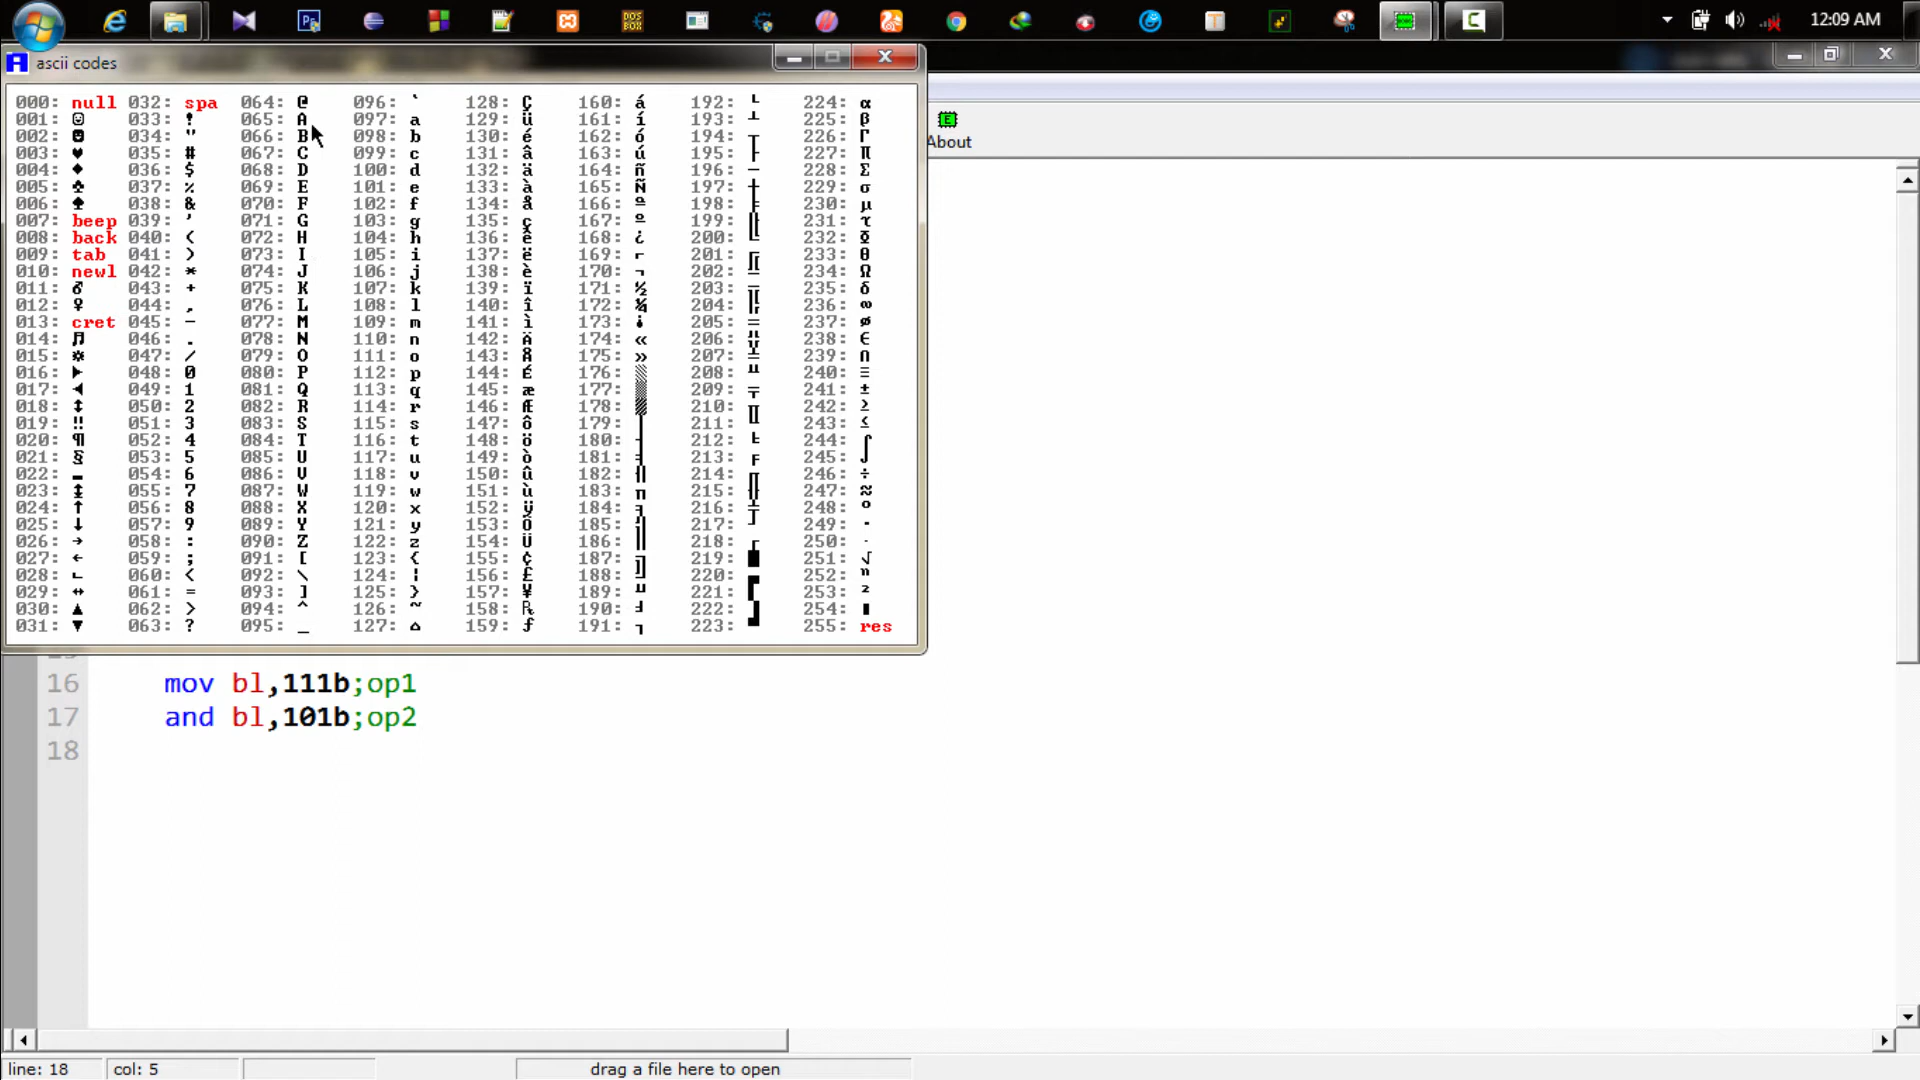 12:09 AM
ascii codes
000: null 032: spa 064: @ 096: ` 128: Ç 160: á 192: └ 224: α
001: ☺ 033: ! 065: A 097: a 129: ü 161: í 193: ┴ 225: β
002: ☻ 034: " 066: B 098: b 130: é 162: ó 194: ┬ 226: Γ
003: ♥ 035: # 067: C 099: c 131: â 163: ú 195: ├ 227: Π
004: ♦ 036: $ 068: D 100: d 132: ä 164: ñ 196: ─ 228: Σ
005: ♣ 037: % 069: E 101: e 133: à 165: Ñ 197: ┼ 229: σ
006: ♠ 038: & 070: F 102: f 134: å 166: ª 198: ╞ 230: μ
007: beep 039: ' 071: G 103: g 135: ç 167: º 199: ╟ 231: τ
008: back 040: ( 072: H 104: h 136: ê 168: ¿ 200: ╚ 232: Φ
009: tab 041: ) 073: I 105: i 137: ë 169: ⌐ 201: ╔ 233: θ
010: newl 042: * 074: J 106: j 138: è 170: ¬ 202: ╩ 234: Ω
011: ♂ 043: + 075: K 107: k 139: ï 171: ½ 203: ╦ 235: δ
012: ♀ 044: , 076: L 108: l 140: î 172: ¼ 204: ╠ 236: ∞
013: cret 045: - 077: M 109: m 141: ì 173: ¡ 205: ═ 237: ø
014: ♫ 046: . 078: N 110: n 142: Ä 174: « 206: ╬ 238: ∈
015: ☼ 047: / 079: O 111: o 143: Å 175: » 207: ╧ 239: ∩
016: ► 048: 0 080: P 112: p 144: É 176: ░ 208: ╨ 240: ≡
017: ◄ 049: 1 081: Q 113: q 145: æ 177: ▒ 209: ╤ 241: ±
018: ↕ 050: 2 082: R 114: r 146: Æ 178: ▓ 210: ╥ 242: ≥
019: ‼ 051: 3 083: S 115: s 147: ô 179: │ 211: ╙ 243: ≤
020: ¶ 052: 4 084: T 116: t 148: ö 180: ┤ 212: ╘ 244: ⌠
021: § 053: 5 085: U 117: u 149: ò 181: ╡ 213: ╒ 245: ⌡
022: ▬ 054: 6 086: V 118: v 150: û 182: ╢ 214: ╓ 246: ÷
023: ↨ 055: 7 087: W 119: w 151: ù 183: ╖ 215: ╫ 247: ≈
024: ↑ 056: 8 088: X 120: x 152: ÿ 184: ╕ 216: ╪ 248: °
025: ↓ 057: 9 089: Y 121: y 153: Ö 185: ╣ 217: ┘ 249: ∙
026: → 058: : 090: Z 122: z 154: Ü 186: ║ 218: ┌ 250: ·
027: ← 059: ; 091: [ 123: { 155: ¢ 187: ╗ 219: █ 251: √
028: ∟ 060: < 092: \ 124: ¦ 156: £ 188: ╝ 220: ▄ 252: ⁿ
029: ↔ 061: = 093: ] 125: } 157: ¥ 189: ╜ 221: ▌ 253: ²
030: ▲ 062: > 094: ^ 126: ~ 158: ₧ 190: ╛ 222: ▐ 254: ■
031: ▼ 063: ? 095: _ 127: ⌂ 159: ƒ 191: ┐ 223: ▀ 255: res
About
16 mov bl,111b;op1
17 and bl,101b;op2
18
line: 18 col: 5 drag a file here to open